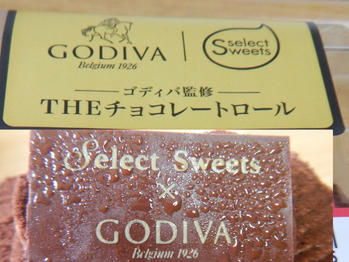 GODIVA
Belgium 1926
Select
Sweets
ゴディバ監修
THEチョコレートロール
Select Sweets
×
GODIVA
Belgium 1926